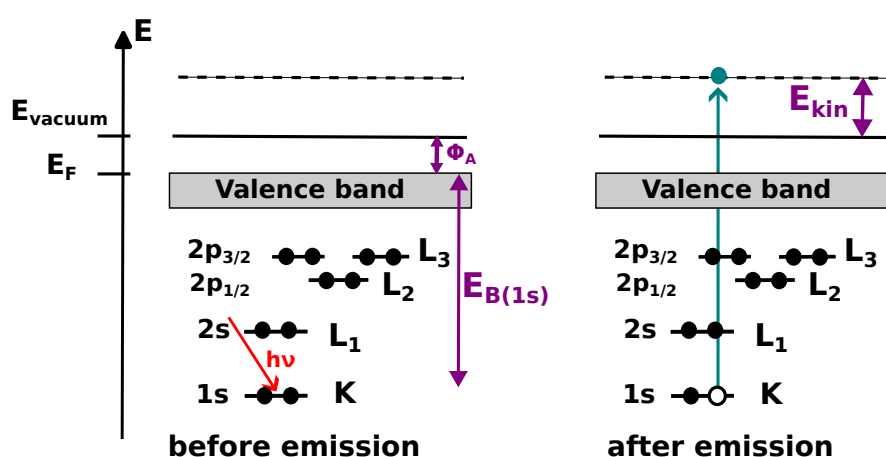 E
E_vacuum
E_F
Φ_A
Valence band
2p_3/2
L_3
2p_1/2
L_2
E_B(1s)
2s
L_1
hν
1s
K
before emission
E_kin
Valence band
2p_3/2
L_3
2p_1/2
L_2
2s
L_1
1s
K
after emission